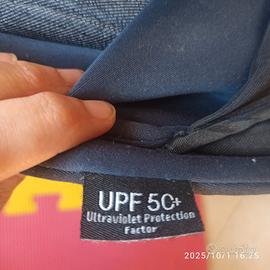 UPF 50+
Ultraviolet Protection
Factor
2025/10/1 16:25